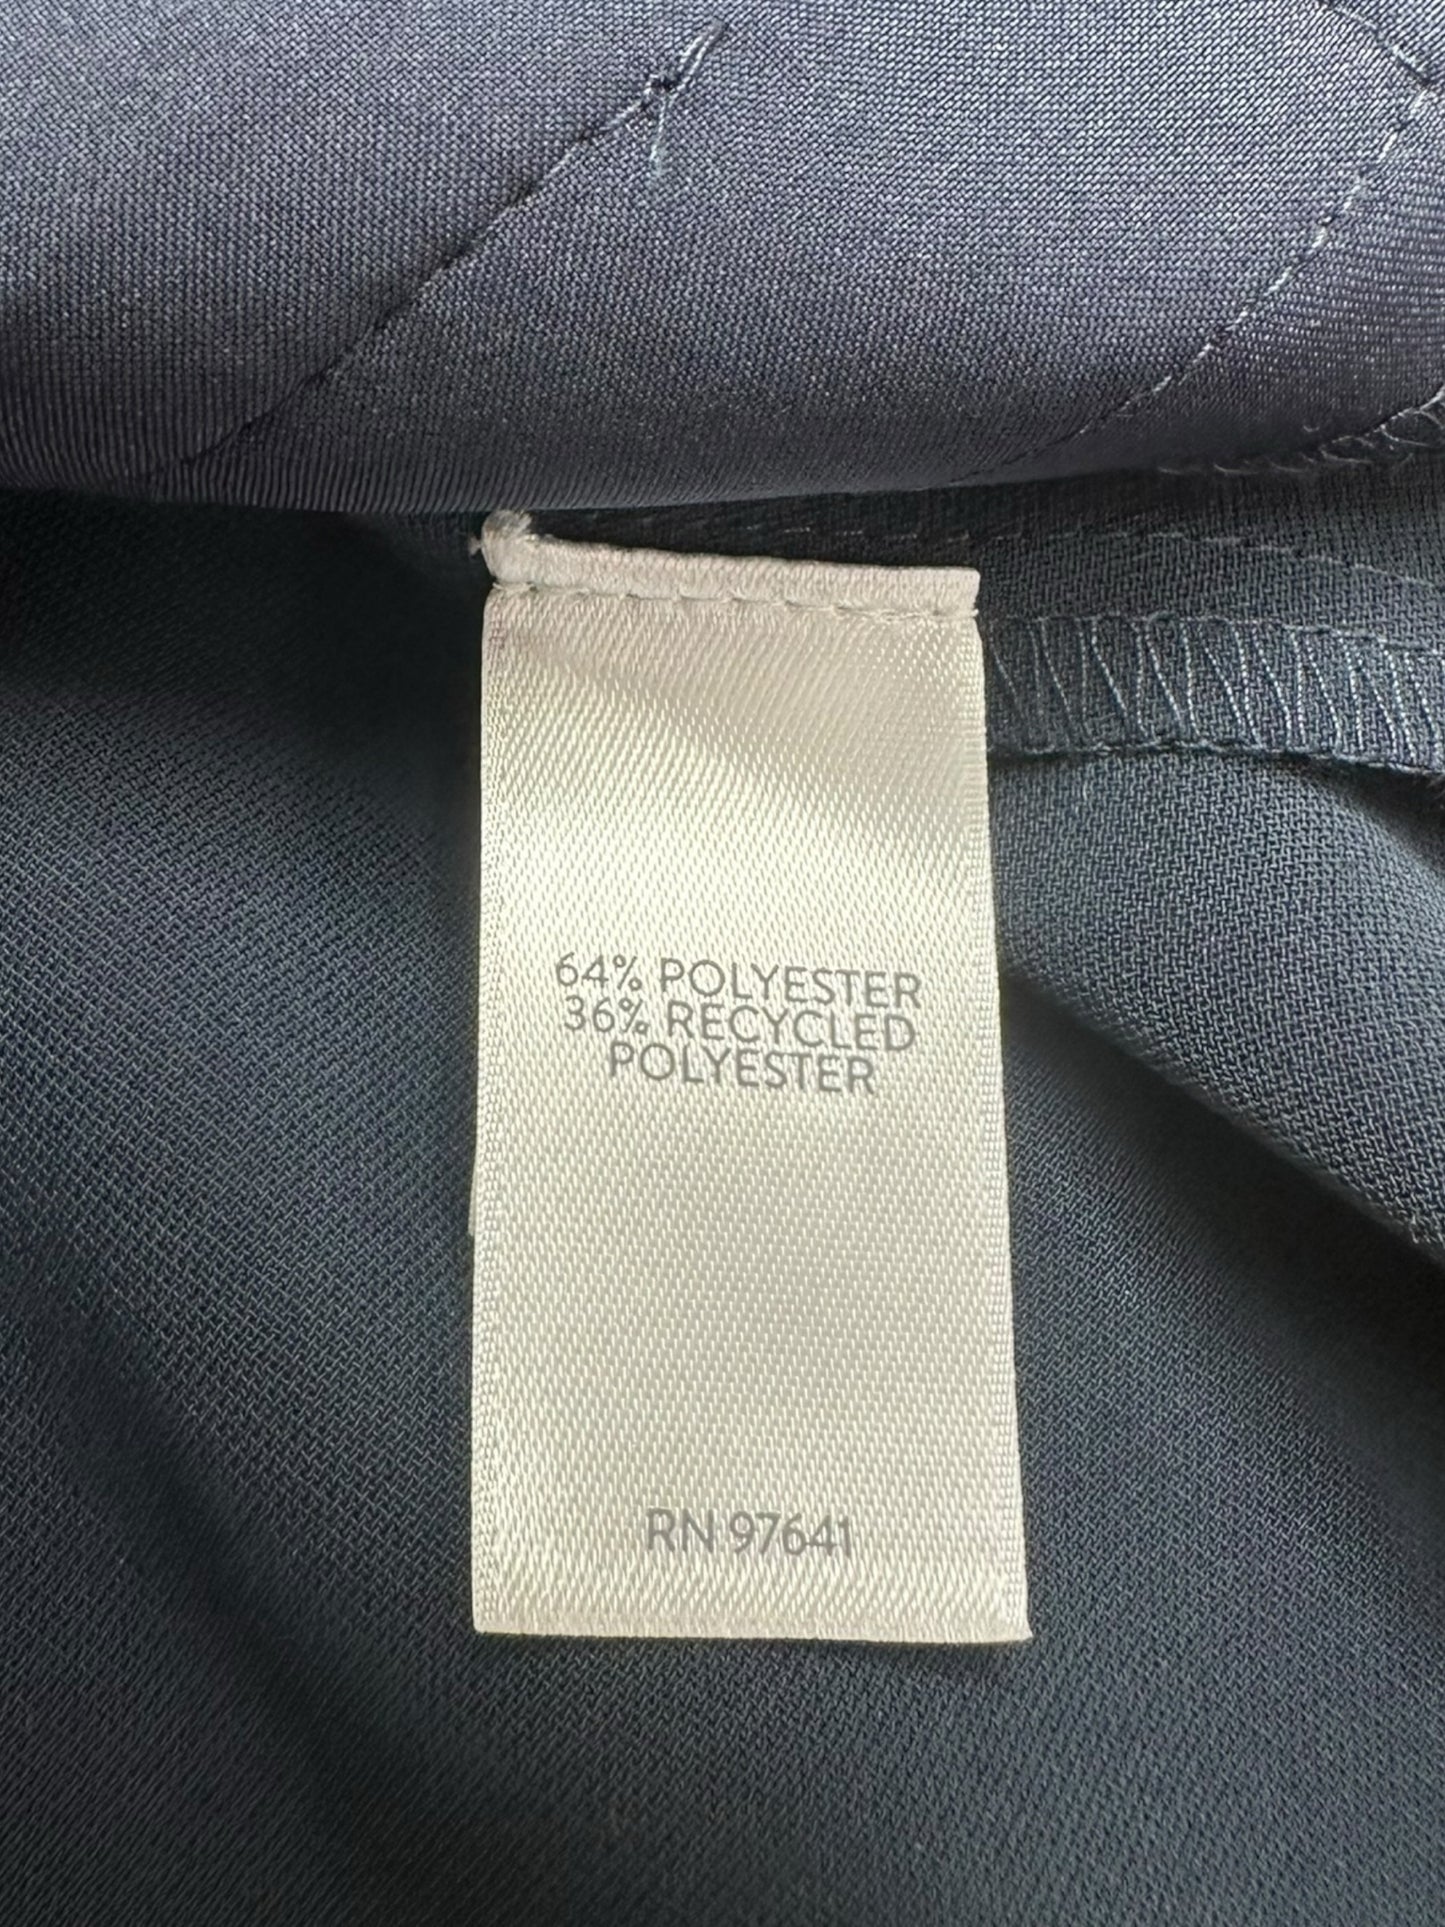 64% POLYESTER
36% RECYCLED
POLYESTER
RN 97641